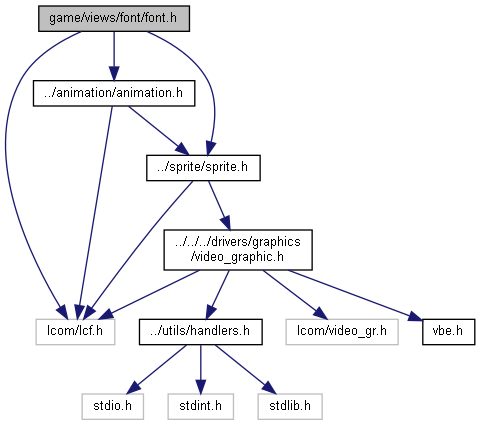 game/views/font/font.h
../animation/animation.h
../sprite/sprite.h
../../../drivers/graphics
/video_graphic.h
lcom/lcf.h
../utils/handlers.h
lcom/video_gr.h
vbe.h
stdio.h
stdint.h
stdlib.h